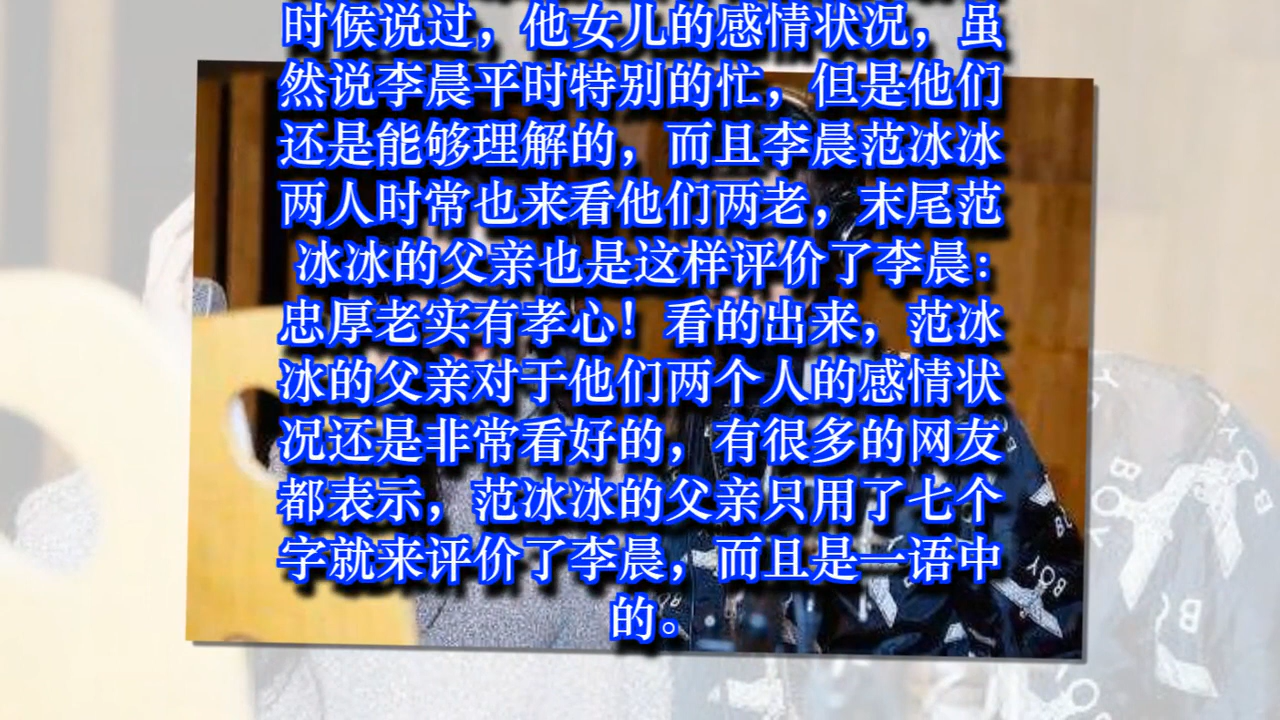 时候说过，他女儿的感情状况，虽
然说李晨平时特别的忙，但是他们
还是能够理解的，而且李晨范冰冰
两人时常也来看他们两老，末尾范
冰冰的父亲也是这样评价了李晨：
忠厚老实有孝心！看的出来，范冰
冰的父亲对于他们两个人的感情状
况还是非常看好的，有很多的网友
都表示，范冰冰的父亲只用了七个
字就来评价了李晨，而且是一语中
的。
BOY
BOY
BOY